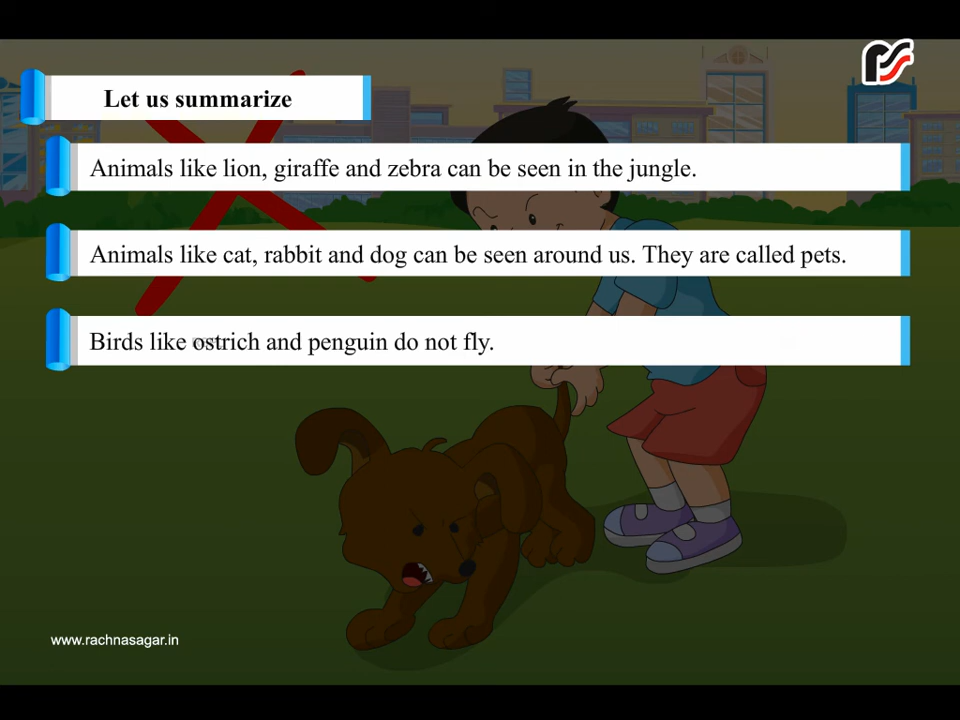 Let us summarize
Animals like lion, giraffe and zebra can be seen in the jungle.
Animals like cat, rabbit and dog can be seen around us. They are called pets.
Birds like ostrich and penguin do not fly.
www.rachnasagar.in